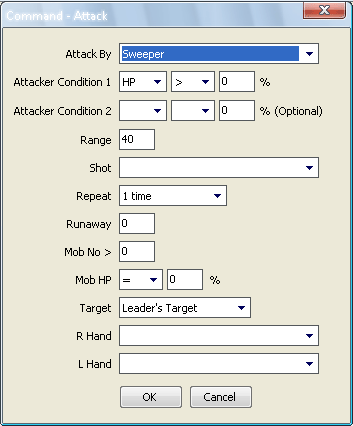 Command - Attack
Attack By Sweeper
Attacker Condition 1 HP > 0 %
Attacker Condition 2 0 % (Optional)
Range 40
Shot
Repeat 1 time
Runaway 0
Mob No > 0
Mob HP = 0 %
Target Leader's Target
R Hand
L Hand
OK Cancel